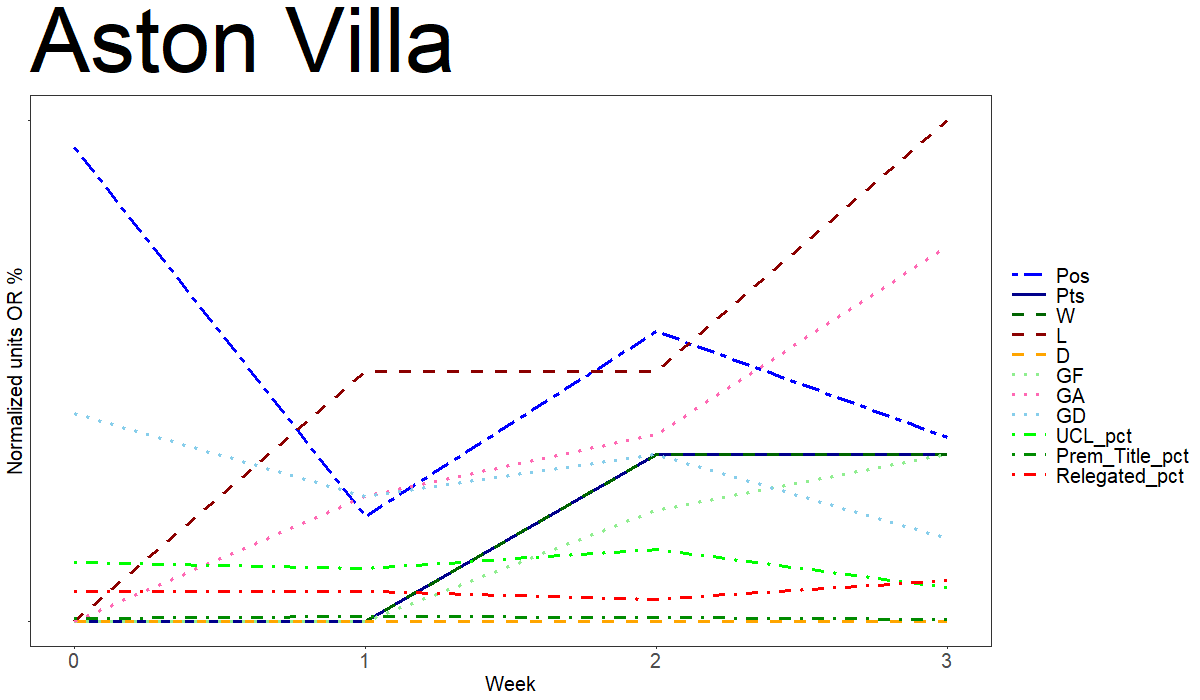 Aston Villa
Normalized units OR %
0
1
2
3
Week
Pos
Pts
W
L
D
GF
GA
GD
UCL_pct
Prem_Title_pct
Relegated_pct